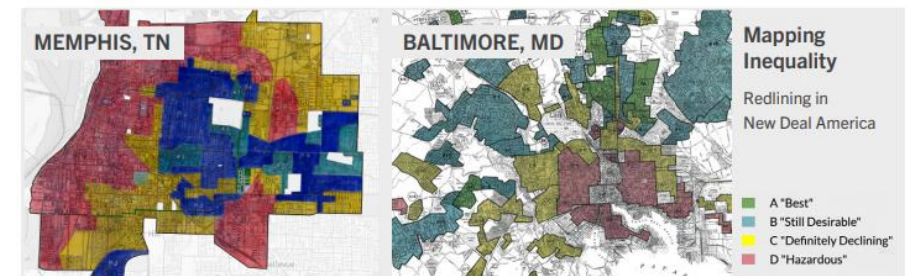 MEMPHIS, TN
BALTIMORE, MD
Mapping
Inequality
Redlining in
New Deal America
A "Best"
B "Still Desirable"
C "Definitely Declining"
D "Hazardous"